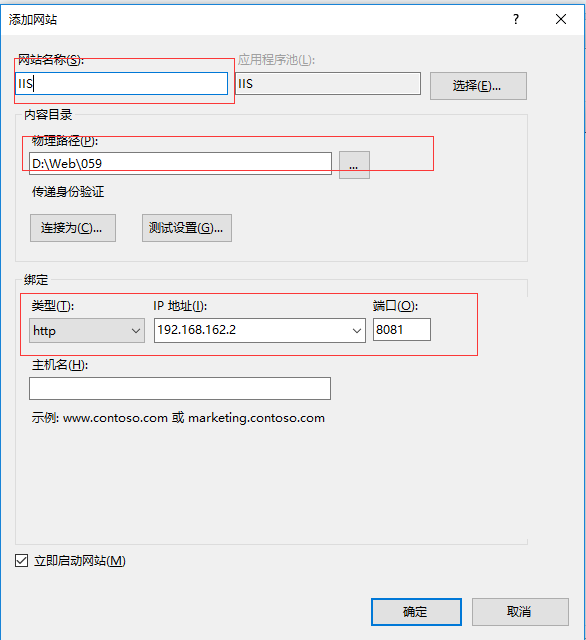 添加网站
?
网站名称(S):
应用程序池(L):
IIS
IIS
选择(E)...
内容目录
物理路径(P):
D:\Web\059
...
传递身份验证
连接为(C)...
测试设置(G)...
绑定
类型(T):
IP 地址(I):
端口(O):
http
192.168.162.2
8081
主机名(H):
示例: www.contoso.com 或 marketing.contoso.com
立即启动网站(M)
确定
取消